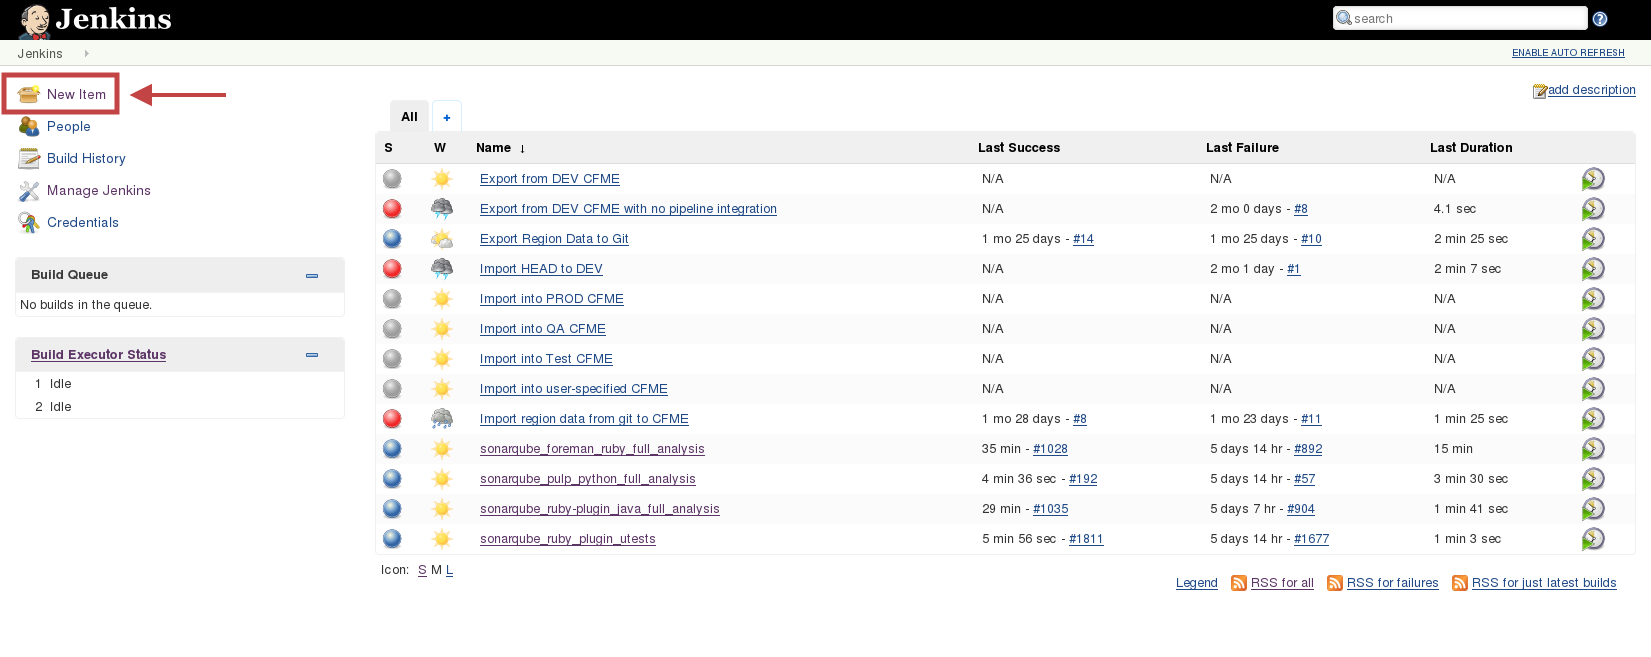 Jenkins
search
Jenkins
ENABLE AUTO REFRESH
New Item
People
Build History
Manage Jenkins
Credentials
Build Queue
No builds in the queue.
Build Executor Status
1 Idle
2 Idle
add description
All +
S W Name ↓ Last Success Last Failure Last Duration
Export from DEV CFME N/A N/A N/A
Export from DEV CFME with no pipeline integration N/A 2 mo 0 days - #8 4.1 sec
Export Region Data to Git 1 mo 25 days - #14 1 mo 25 days - #10 2 min 25 sec
Import HEAD to DEV N/A 2 mo 1 day - #1 2 min 7 sec
Import into PROD CFME N/A N/A N/A
Import into QA CFME N/A N/A N/A
Import into Test CFME N/A N/A N/A
Import into user-specified CFME N/A N/A N/A
Import region data from git to CFME 1 mo 28 days - #8 1 mo 23 days - #11 1 min 25 sec
sonarqube_foreman_ruby_full_analysis 35 min - #1028 5 days 14 hr - #892 15 min
sonarqube_pulp_python_full_analysis 4 min 36 sec - #192 5 days 14 hr - #57 3 min 30 sec
sonarqube_ruby-plugin_java_full_analysis 29 min - #1035 5 days 7 hr - #904 1 min 41 sec
sonarqube_ruby_plugin_utests 5 min 56 sec - #1811 5 days 14 hr - #1677 1 min 3 sec
Icon: S M L
Legend RSS for all RSS for failures RSS for just latest builds